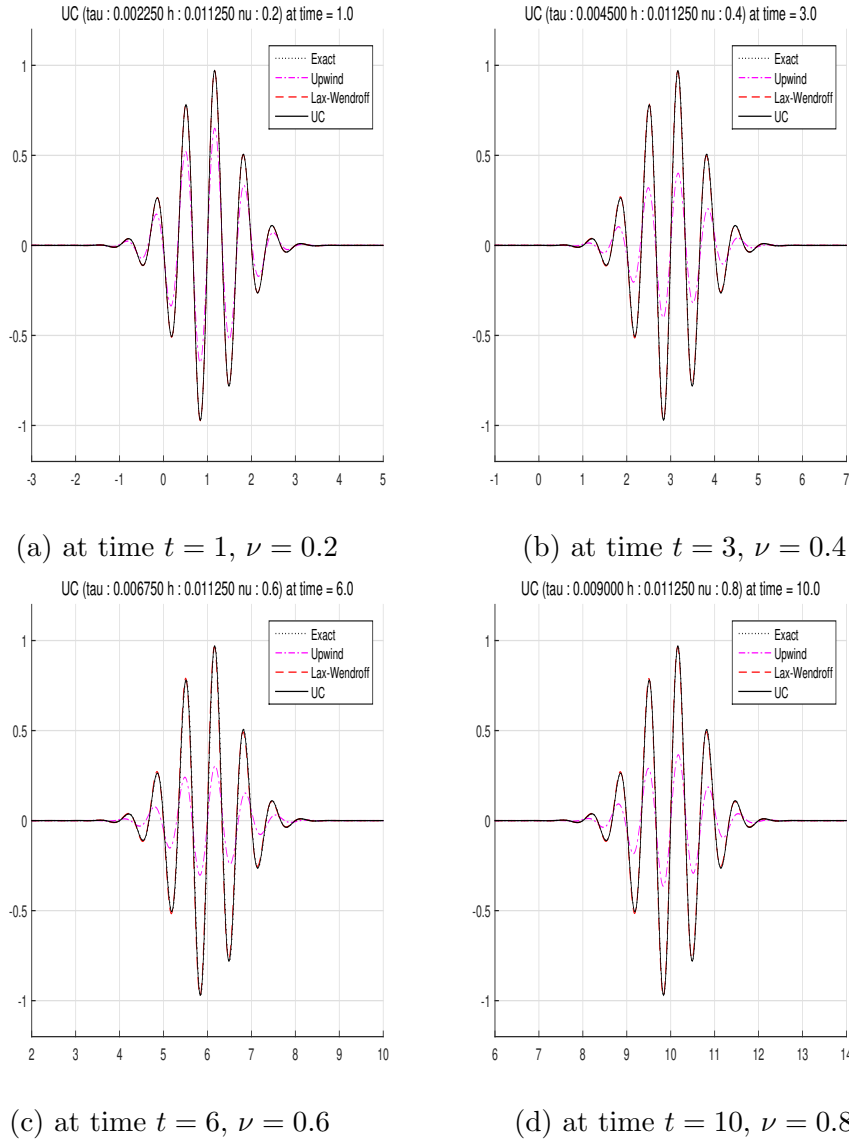 UC (tau : 0.002250 h : 0.011250 nu : 0.2) at time = 1.0
1
0.5
0
-0.5
-1
-3 -2 -1 0 1 2 3 4 5
Exact
Upwind
Lax-Wendroff
UC
(a) at time t = 1, ν = 0.2
UC (tau : 0.004500 h : 0.011250 nu : 0.4) at time = 3.0
1
0.5
0
-0.5
-1
-1 0 1 2 3 4 5 6 7
Exact
Upwind
Lax-Wendroff
UC
(b) at time t = 3, ν = 0.4
UC (tau : 0.006750 h : 0.011250 nu : 0.6) at time = 6.0
1
0.5
0
-0.5
-1
2 3 4 5 6 7 8 9 10
Exact
Upwind
Lax-Wendroff
UC
(c) at time t = 6, ν = 0.6
UC (tau : 0.009000 h : 0.011250 nu : 0.8) at time = 10.0
1
0.5
0
-0.5
-1
6 7 8 9 10 11 12 13 14
Exact
Upwind
Lax-Wendroff
UC
(d) at time t = 10, ν = 0.8